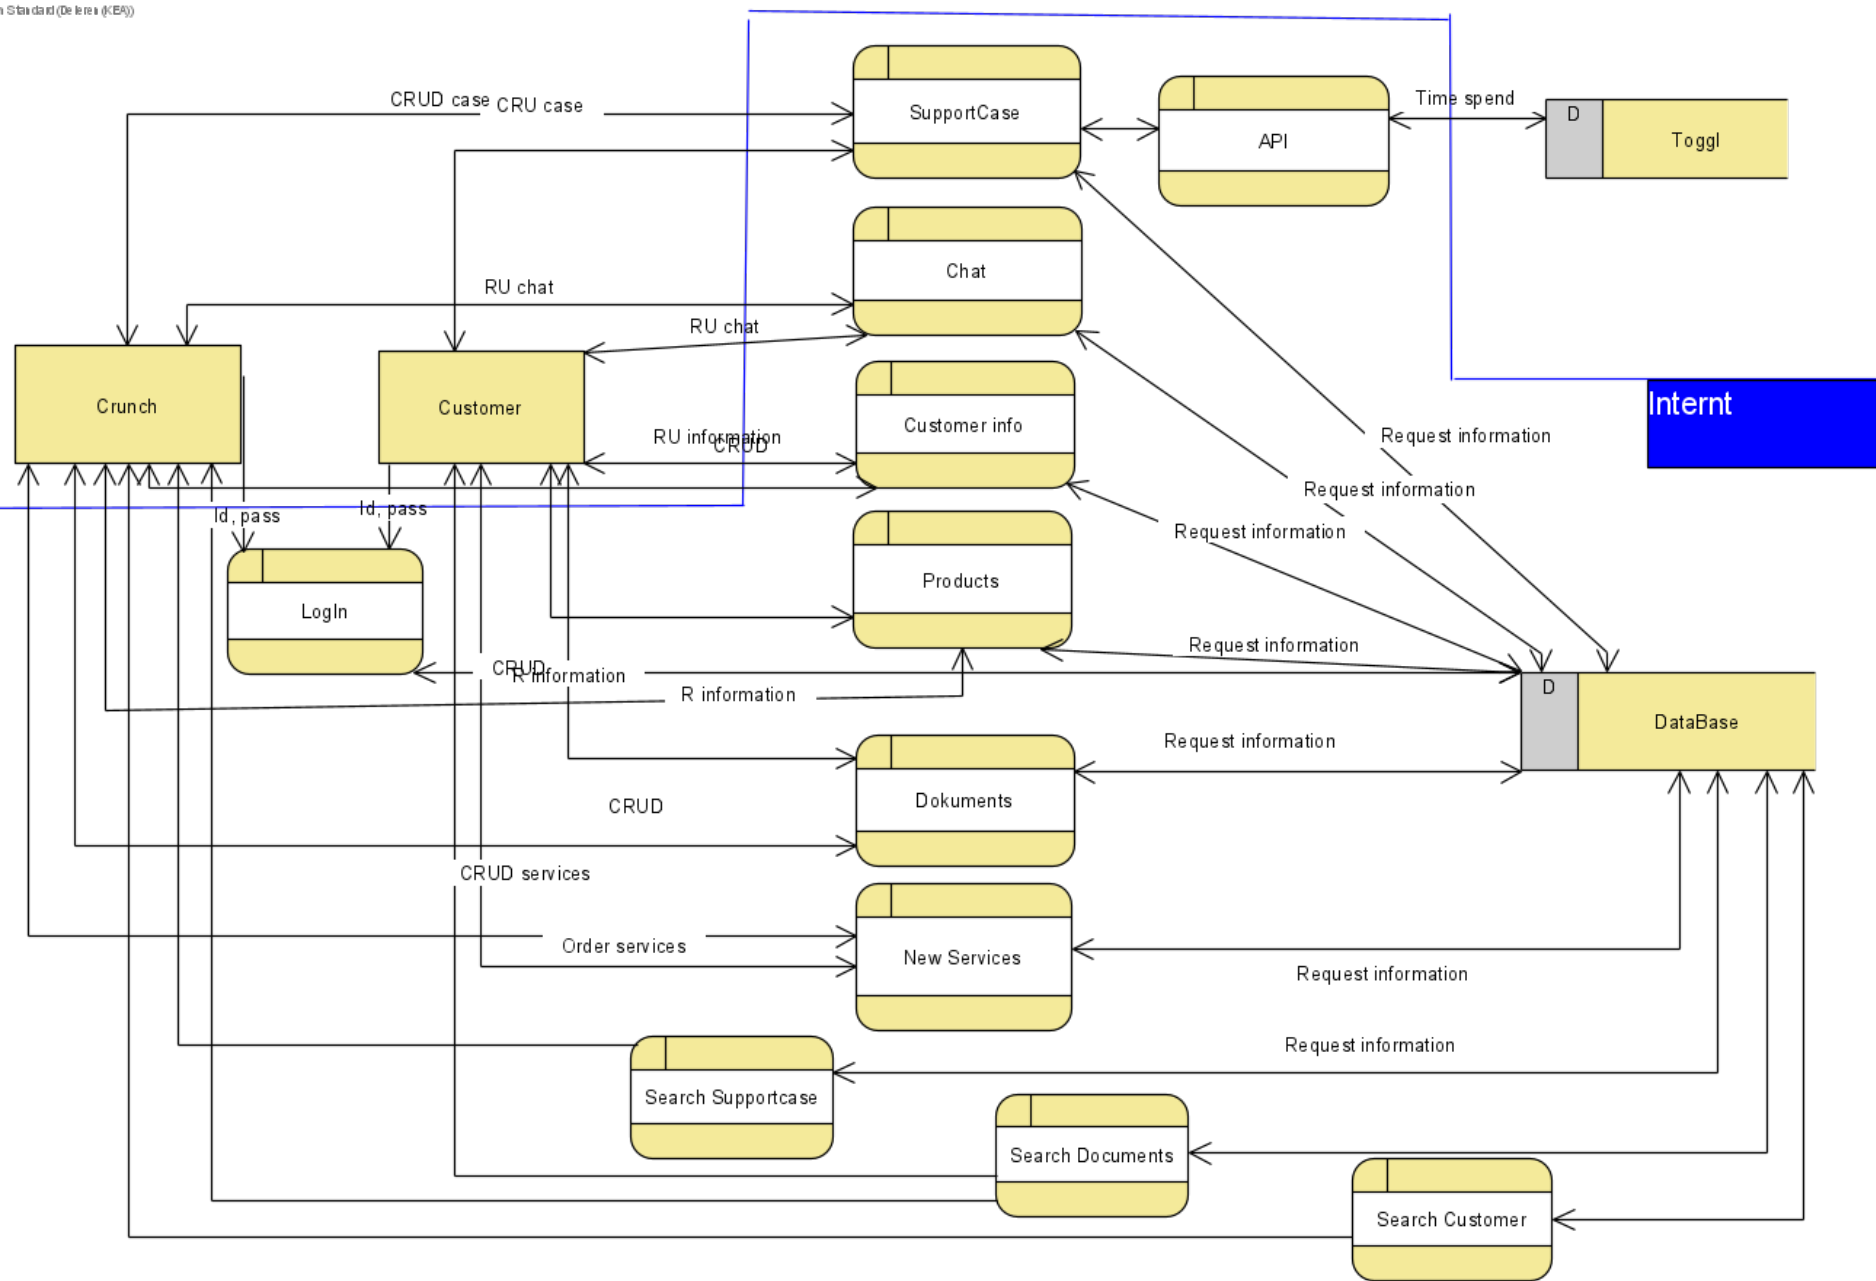 CRUD case
CRU case
SupportCase
API
Time spend
D
Toggl
Chat
RU chat
RU chat
Crunch
Customer
Customer info
RU information
CRUD
Internt
Request information
Request information
Request information
Id, pass
Id, pass
Products
LogIn
Request information
CRUD
R information
R information
D
DataBase
Request information
Dokuments
CRUD
CRUD services
Order services
New Services
Request information
Request information
Search Supportcase
Search Documents
Search Customer